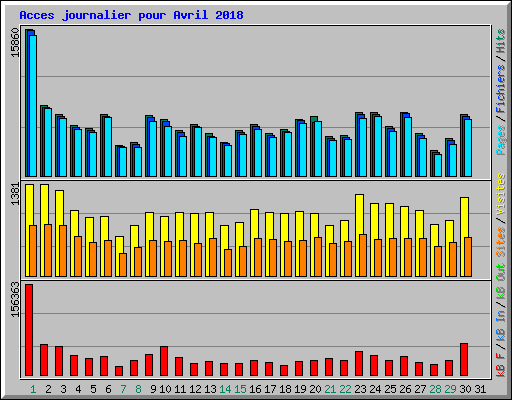 Acces journalier pour Avril 2018
15860
1381
156363
Pages/Fichiers/Hits
Sites/Visites
kB F/kB In/kB Out
1 2 3 4 5 6 7 8 9 10 11 12 13 14 15 16 17 18 19 20 21 22 23 24 25 26 27 28 29 30 31